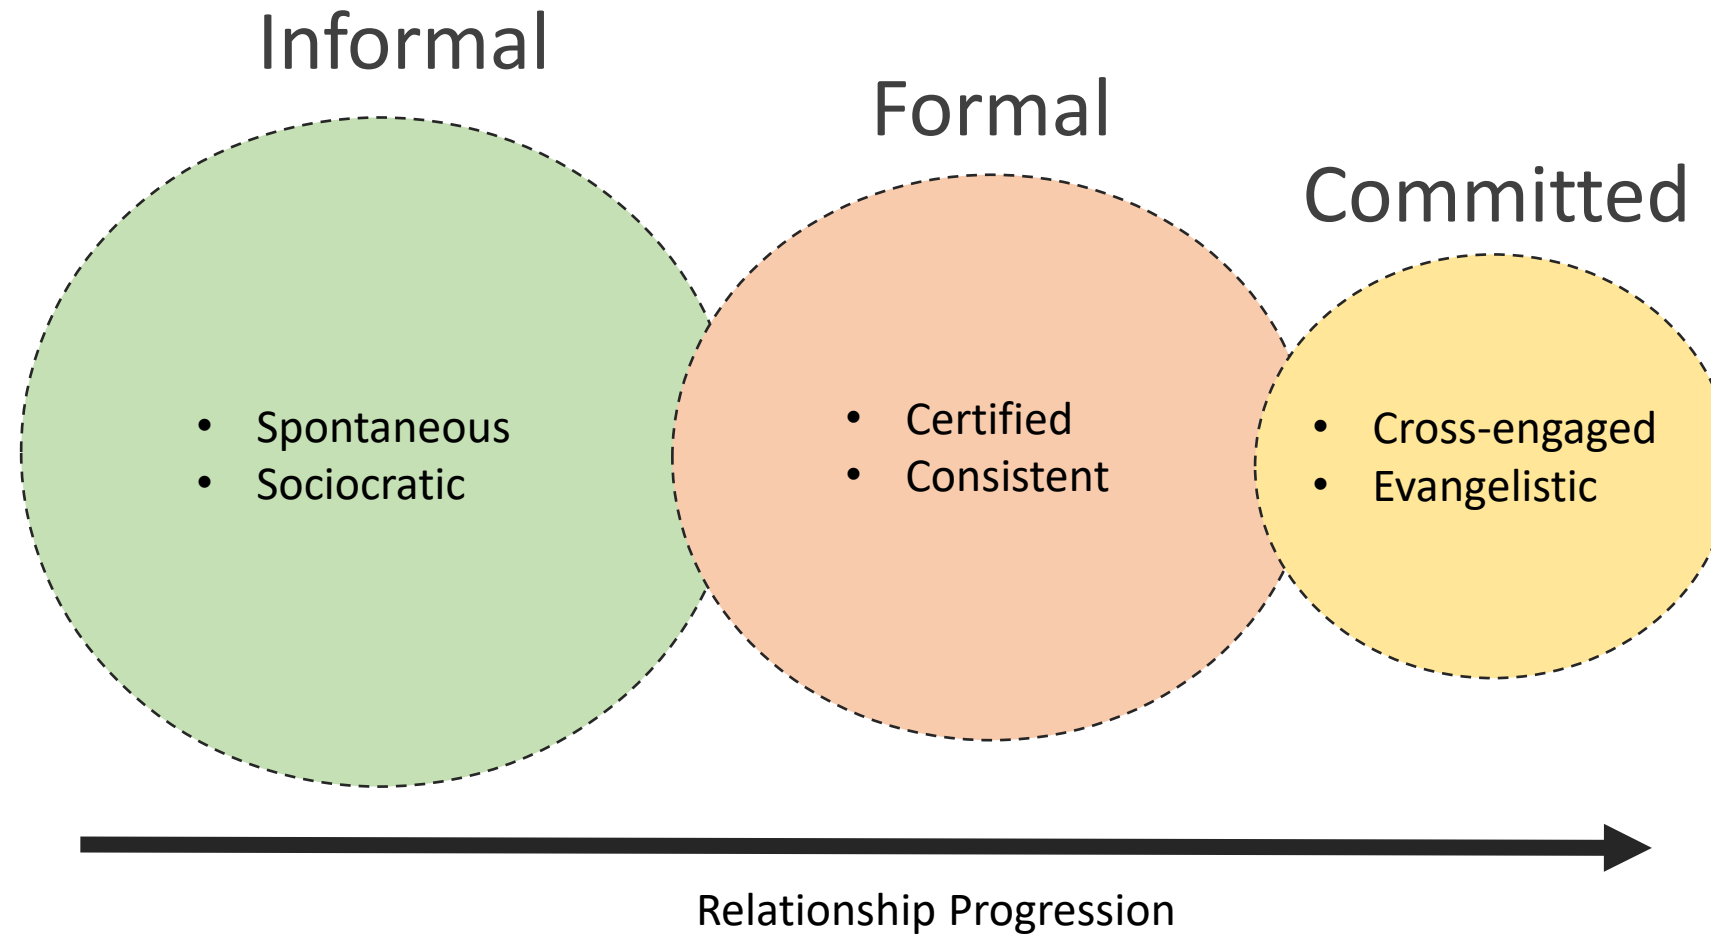 Informal
Formal
Committed
• Spontaneous
• Sociocratic
• Certified
• Consistent
• Cross-engaged
• Evangelistic
Relationship Progression